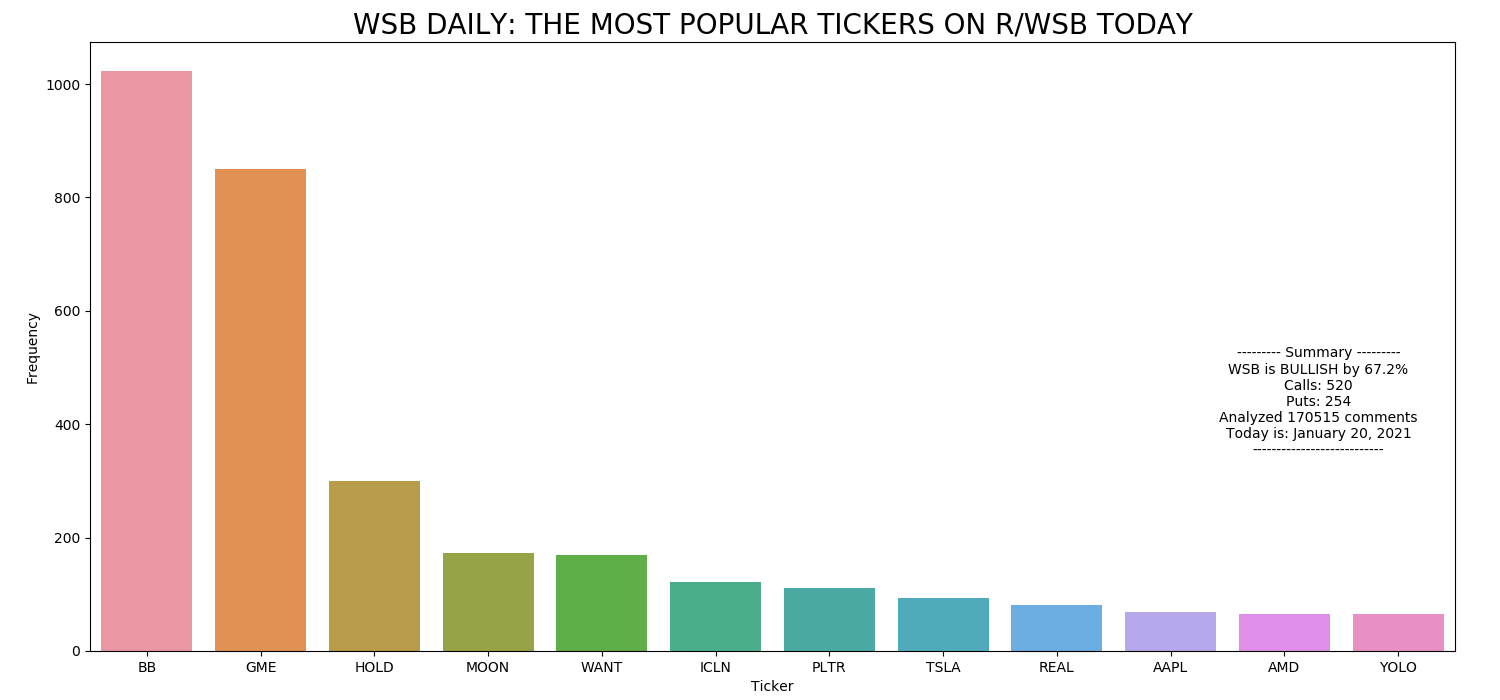 WSB DAILY: THE MOST POPULAR TICKERS ON R/WSB TODAY
1000
800
600
400
200
0
Frequency
--------- Summary ---------
WSB is BULLISH by 67.2%
Calls: 520
Puts: 254
Analyzed 170515 comments
Today is: January 20, 2021
---------------------------
BB GME HOLD MOON WANT ICLN PLTR TSLA REAL AAPL AMD YOLO
Ticker